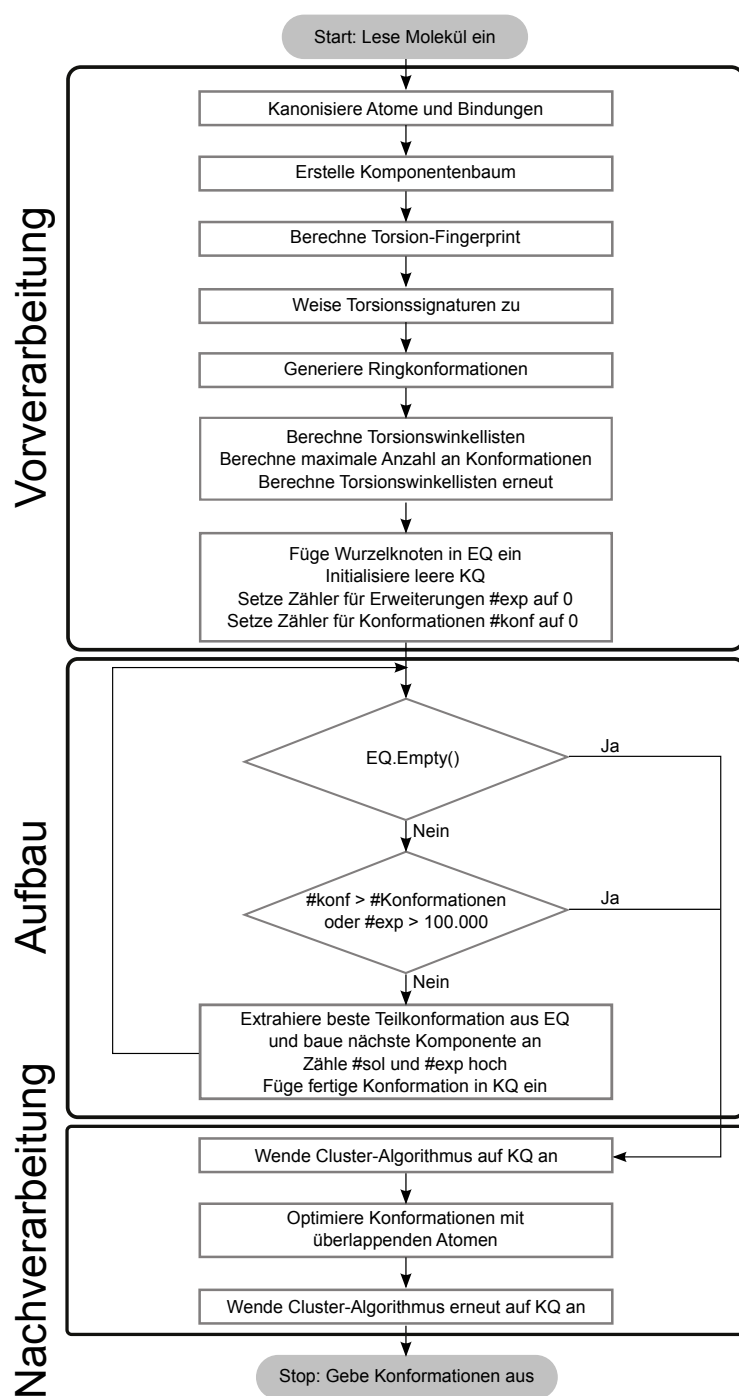 Start: Lese Molekül ein
Vorverarbeitung
Kanonisiere Atome und Bindungen
Erstelle Komponentenbaum
Berechne Torsion-Fingerprint
Weise Torsionssignaturen zu
Generiere Ringkonformationen
Berechne Torsionswinkellisten
Berechne maximale Anzahl an Konformationen
Berechne Torsionswinkellisten erneut
Füge Wurzelknoten in EQ ein
Initialisiere leere KQ
Setze Zähler für Erweiterungen #exp auf 0
Setze Zähler für Konformationen #konf auf 0
Aufbau
EQ.Empty()
Ja
Nein
#konf > #Konformationen
oder #exp > 100.000
Ja
Nein
Extrahiere beste Teilkonformation aus EQ
und baue nächste Komponente an
Zähle #sol und #exp hoch
Füge fertige Konformation in KQ ein
Nachverarbeitung
Wende Cluster-Algorithmus auf KQ an
Optimiere Konformationen mit
überlappenden Atomen
Wende Cluster-Algorithmus erneut auf KQ an
Stop: Gebe Konformationen aus